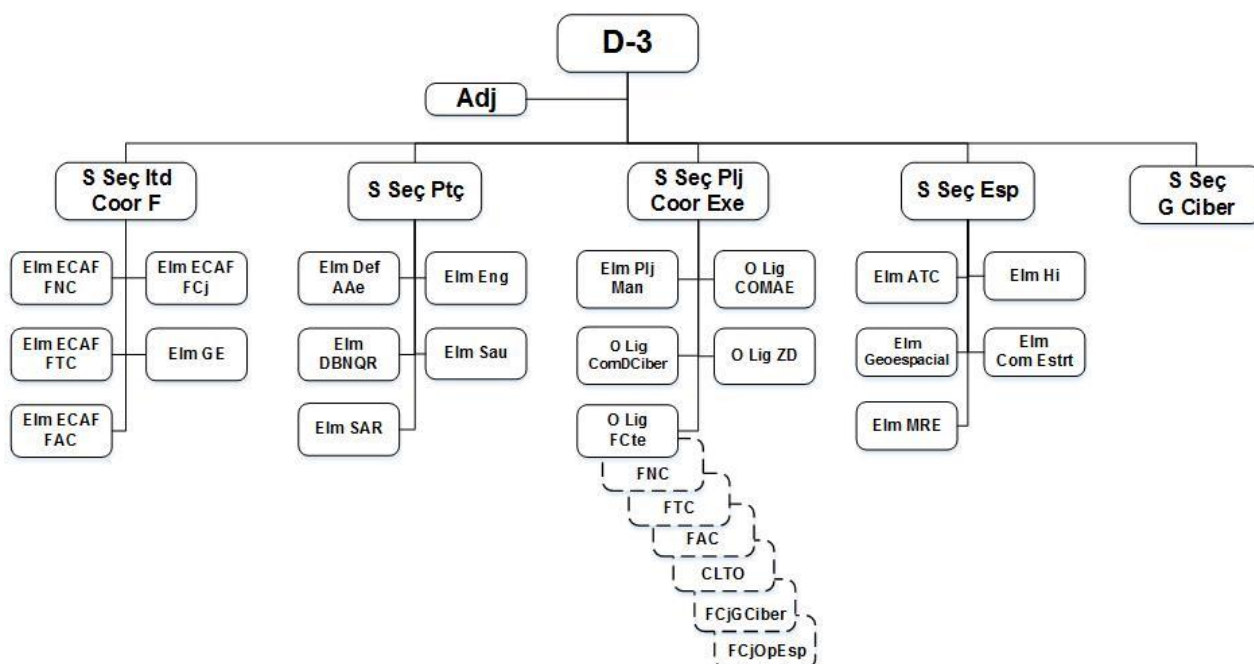 D-3
Adj
S Seç Itd
Coor F
S Seç Ptç
S Seç Plj
Coor Exe
S Seç Esp
S Seç
G Ciber
Elm ECAF
FNC
Elm ECAF
FCj
Elm ECAF
FTC
Elm GE
Elm ECAF
FAC
Elm Def
AAe
Elm Eng
Elm
DBNQR
Elm Sau
Elm SAR
Elm Plj
Man
O Lig
COMAE
O Lig
ComDCiber
O Lig ZD
O Lig
FCte
FNC
FTC
FAC
CLTO
FCjGCiber
FCjOpEsp
Elm ATC
Elm Hi
Elm
Geoespacial
Elm
Com Estrt
Elm MRE